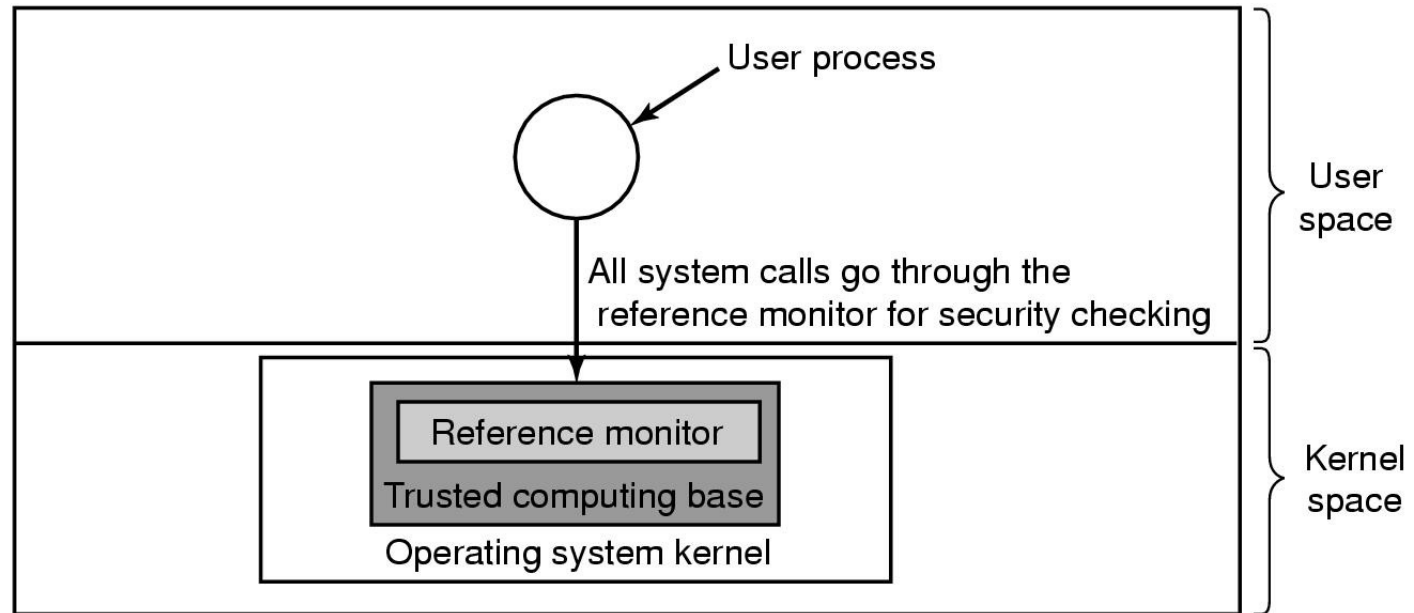 User process
User
space
All system calls go through the
reference monitor for security checking
Reference monitor
Trusted computing base
Operating system kernel
Kernel
space